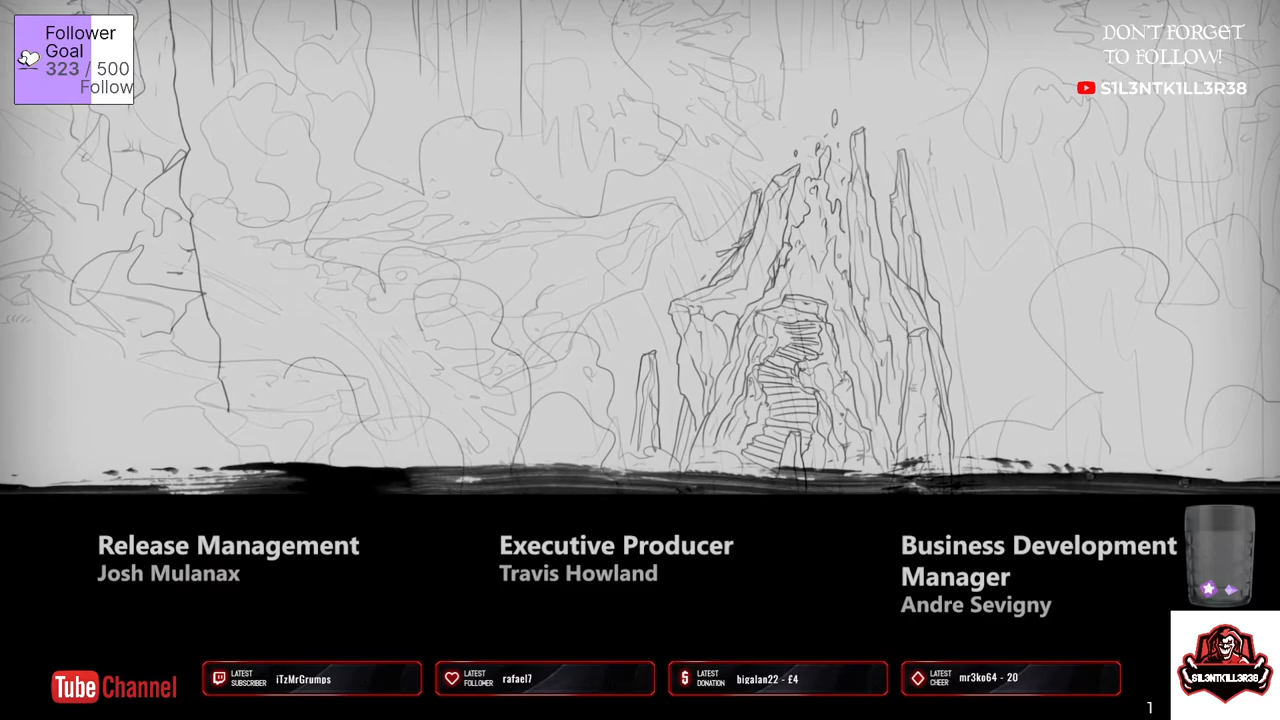 Follower
Goal
323 / 500
Follow
DON'T FORGET
TO FOLLOW!
S1L3NTK1LL3R38
Release Management
Josh Mulanax
Executive Producer
Travis Howland
Business Development
Manager
Andre Sevigny
Tube Channel
LATEST
SUBSCRIBER
iTzMrGrumps
LATEST
FOLLOWER
rafael7
LATEST
DONATION
bigalan22 - £4
LATEST
CHEER
mr3ko64 - 20
S1L3NTK1LL3R38
1